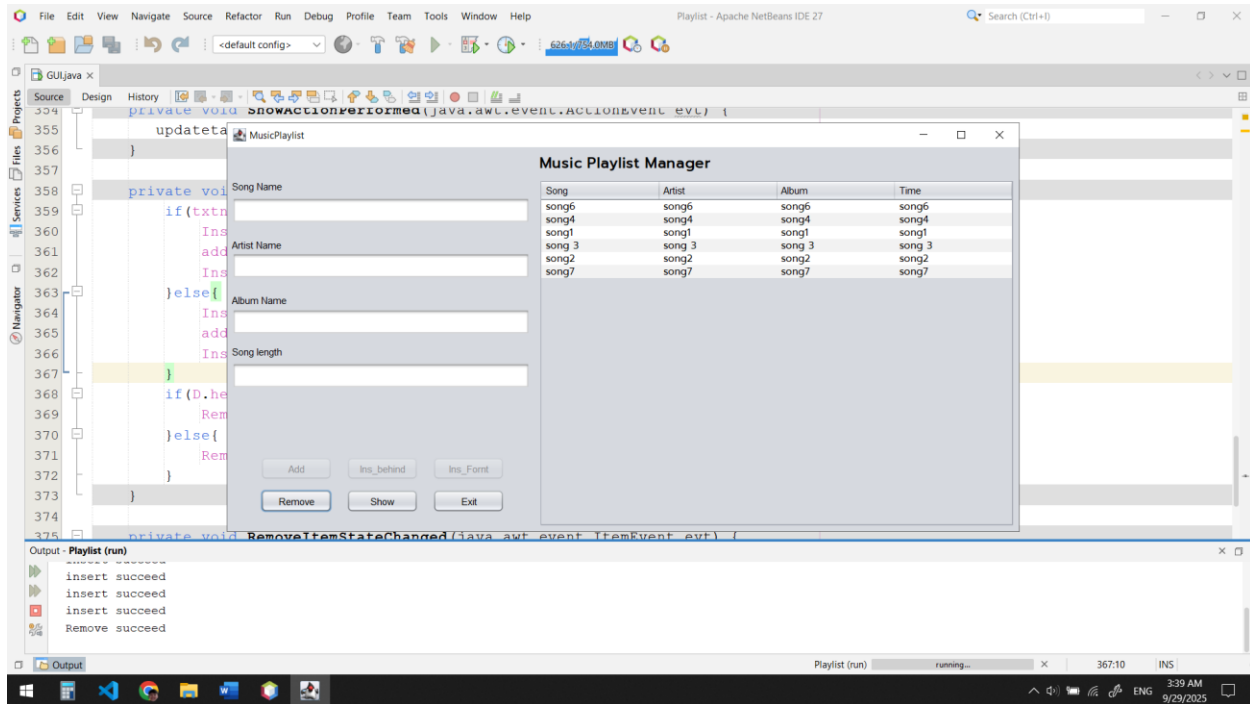 File Edit View Navigate Source Refactor Run Debug Profile Team Tools Window Help Playlist - Apache NetBeans IDE 27 Search (Ctrl+I)
<default config>
GUI.java
Source Design History
Projects
Files
Services
Navigator
354 private void ShowActionPerformed(java.awt.event.ActionEvent evt) {
355 updateta
356 }
357
358 private voi
359 if(txtn
360 Ins
361 add
362 Ins
363 }else{
364 Ins
365 add
366 Ins
367 }
368 if(D.he
369 Rem
370 }else{
371 Rem
372 }
373 }
374
375 private void RemoveItemStateChanged(java.awt.event.ItemEvent evt) {
MusicPlaylist
Music Playlist Manager
Song Name
Artist Name
Album Name
Song length
Add Ins_behind Ins_Fornt
Remove Show Exit
Song Artist Album Time
song6 song6 song6 song6
song4 song4 song4 song4
song1 song1 song1 song1
song 3 song 3 song 3 song 3
song2 song2 song2 song2
song7 song7 song7 song7
Output - Playlist (run)
insert succeed
insert succeed
insert succeed
Remove succeed
Output Playlist (run) running... 367:10 INS
ENG 3:39 AM
9/29/2025